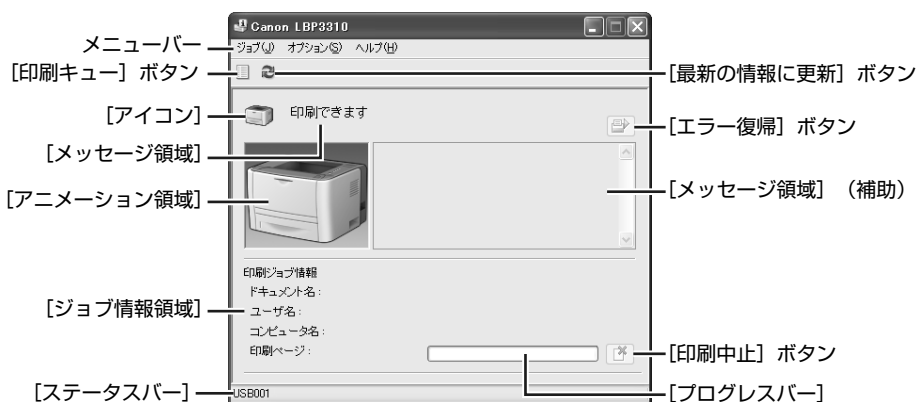 Canon LBP3310
メニューバー
ジョブ(J) オプション(S) ヘルプ(H)
[印刷キュー] ボタン
[最新の情報に更新] ボタン
[アイコン]
印刷できます
[エラー復帰] ボタン
[メッセージ領域]
[アニメーション領域]
[メッセージ領域] (補助)
印刷ジョブ情報
ドキュメント名:
[ジョブ情報領域]
ユーザ名:
コンピュータ名:
印刷ページ:
[印刷中止] ボタン
[ステータスバー]
USB001
[プログレスバー]